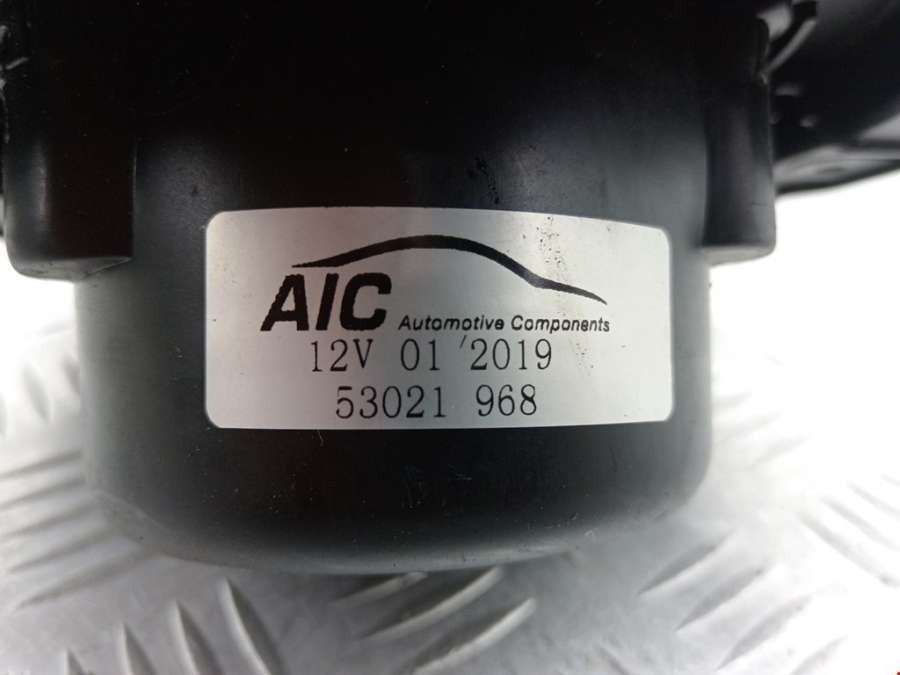 AIC Automotive Components
12V 01 2019
53021 968